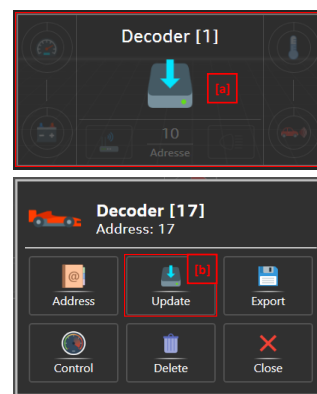 Decoder [1]
[a]
10
Adresse
Decoder [17]
Address: 17
@
[b]
Address
Update
Export
Control
Delete
Close